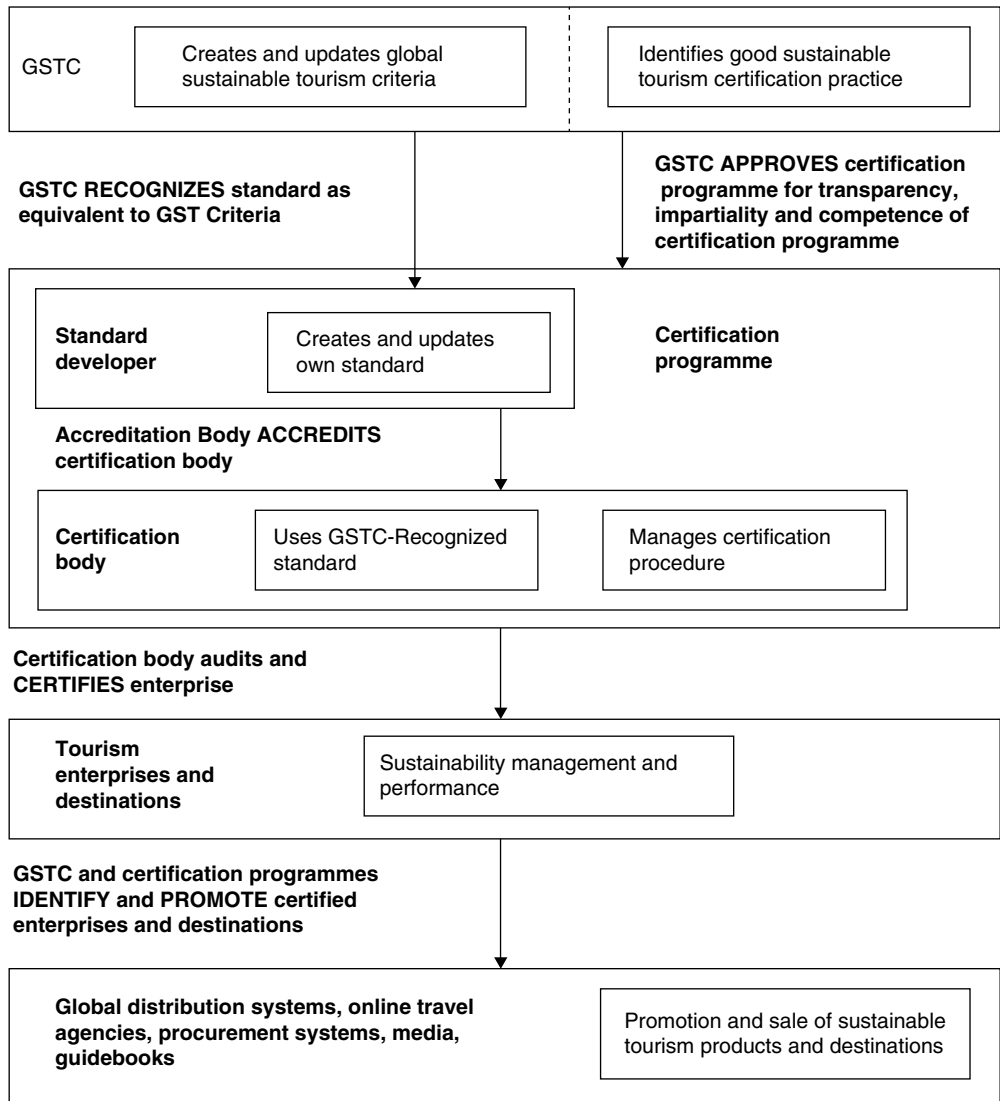 GSTC
Creates and updates global
sustainable tourism criteria
Identifies good sustainable
tourism certification practice
GSTC RECOGNIZES standard as
equivalent to GST Criteria
GSTC APPROVES certification
programme for transparency,
impartiality and competence of
certification programme
Standard
developer
Creates and updates
own standard
Certification
programme
Accreditation Body ACCREDITS
certification body
Certification
body
Uses GSTC-Recognized
standard
Manages certification
procedure
Certification body audits and
CERTIFIES enterprise
Tourism
enterprises and
destinations
Sustainability management and
performance
GSTC and certification programmes
IDENTIFY and PROMOTE certified
enterprises and destinations
Global distribution systems, online travel
agencies, procurement systems, media,
guidebooks
Promotion and sale of sustainable
tourism products and destinations